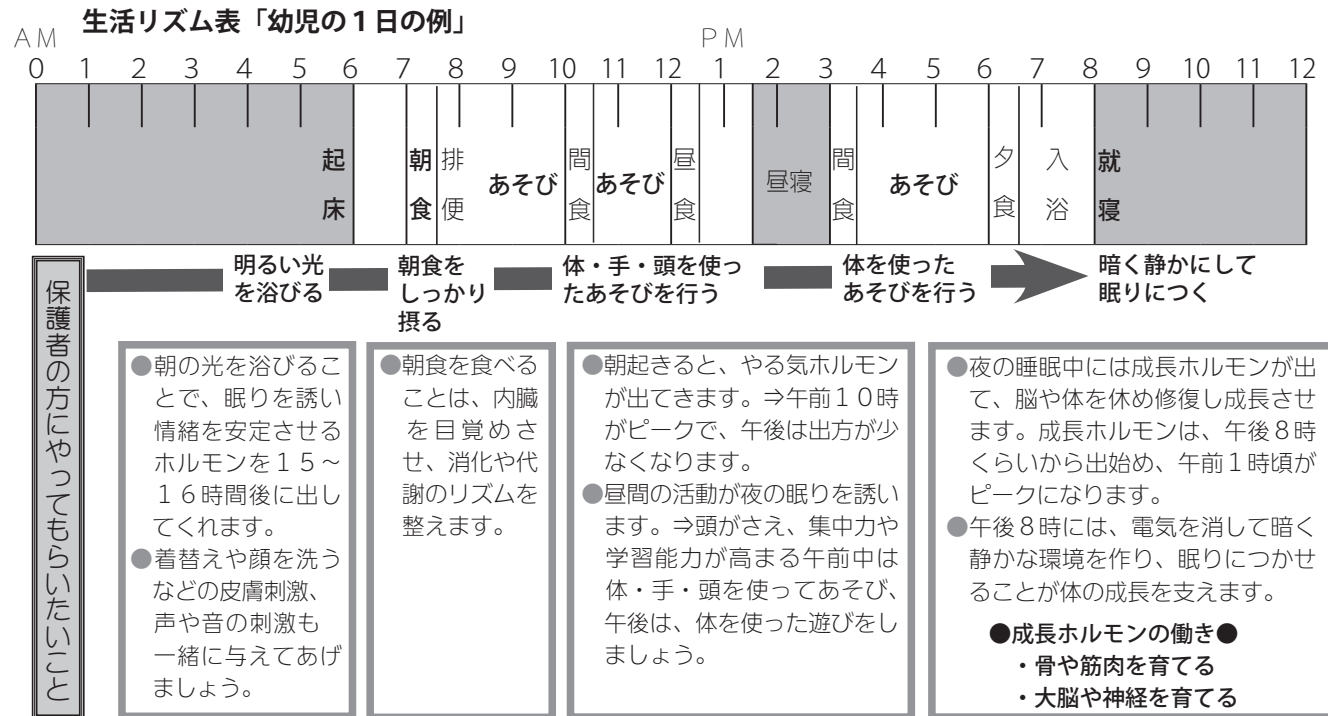 生活リズム表「幼児の１日の例」
ＡＭ
ＰＭ
0 1 2 3 4 5 6 7 8 9 10 11 12 1 2 3 4 5 6 7 8 9 10 11 12
起床
朝食
排便
あそび
間食
あそび
昼食
昼寝
間食
あそび
夕食
入浴
就寝
保護者の方にやってもらいたいこと
明るい光
を浴びる
朝食を
しっかり
摂る
体・手・頭を使っ
たあそびを行う
体を使った
あそびを行う
暗く静かにして
眠りにつく
●朝の光を浴びるこ
とで、眠りを誘い
情緒を安定させる
ホルモンを１５～
１６時間後に出し
てくれます。
●着替えや顔を洗う
などの皮膚刺激、
声や音の刺激も
一緒に与えてあげ
ましょう。
●朝食を食べる
ことは、内臓
を目覚めさ
せ、消化や代
謝のリズムを
整えます。
●朝起きると、やる気ホルモン
が出てきます。⇒午前１０時
がピークで、午後は出方が少
なくなります。
●昼間の活動が夜の眠りを誘い
ます。⇒頭がさえ、集中力や
学習能力が高まる午前中は
体・手・頭を使ってあそび、
午後は、体を使った遊びをし
ましょう。
●夜の睡眠中には成長ホルモンが出
て、脳や体を休め修復し成長させ
ます。成長ホルモンは、午後８時
くらいから出始め、午前１時頃が
ピークになります。
●午後８時には、電気を消して暗く
静かな環境を作り、眠りにつかせ
ることが体の成長を支えます。
●成長ホルモンの働き●
・骨や筋肉を育てる
・大脳や神経を育てる